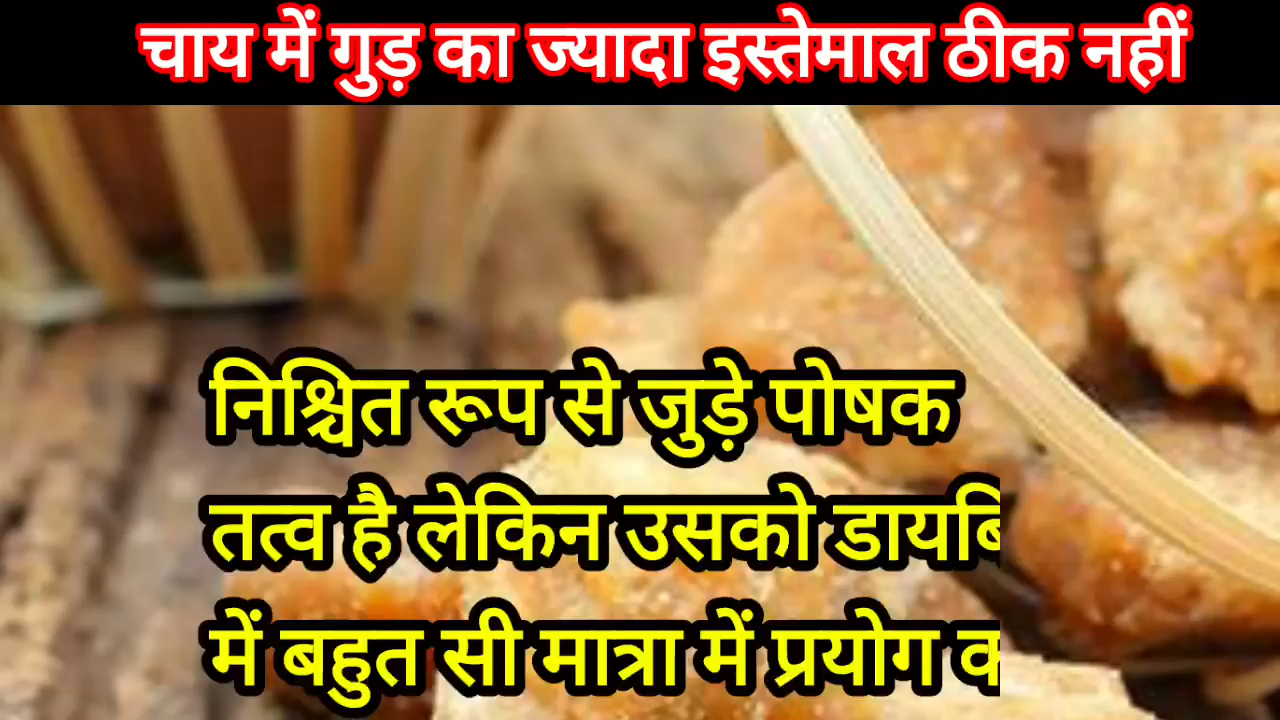 चाय में गुड़ का ज्यादा इस्तेमाल ठीक नहीं
निश्चित रूप से जुड़े पोषक
तत्व है लेकिन उसको
में बहुत सी मात्रा में प्रयोग